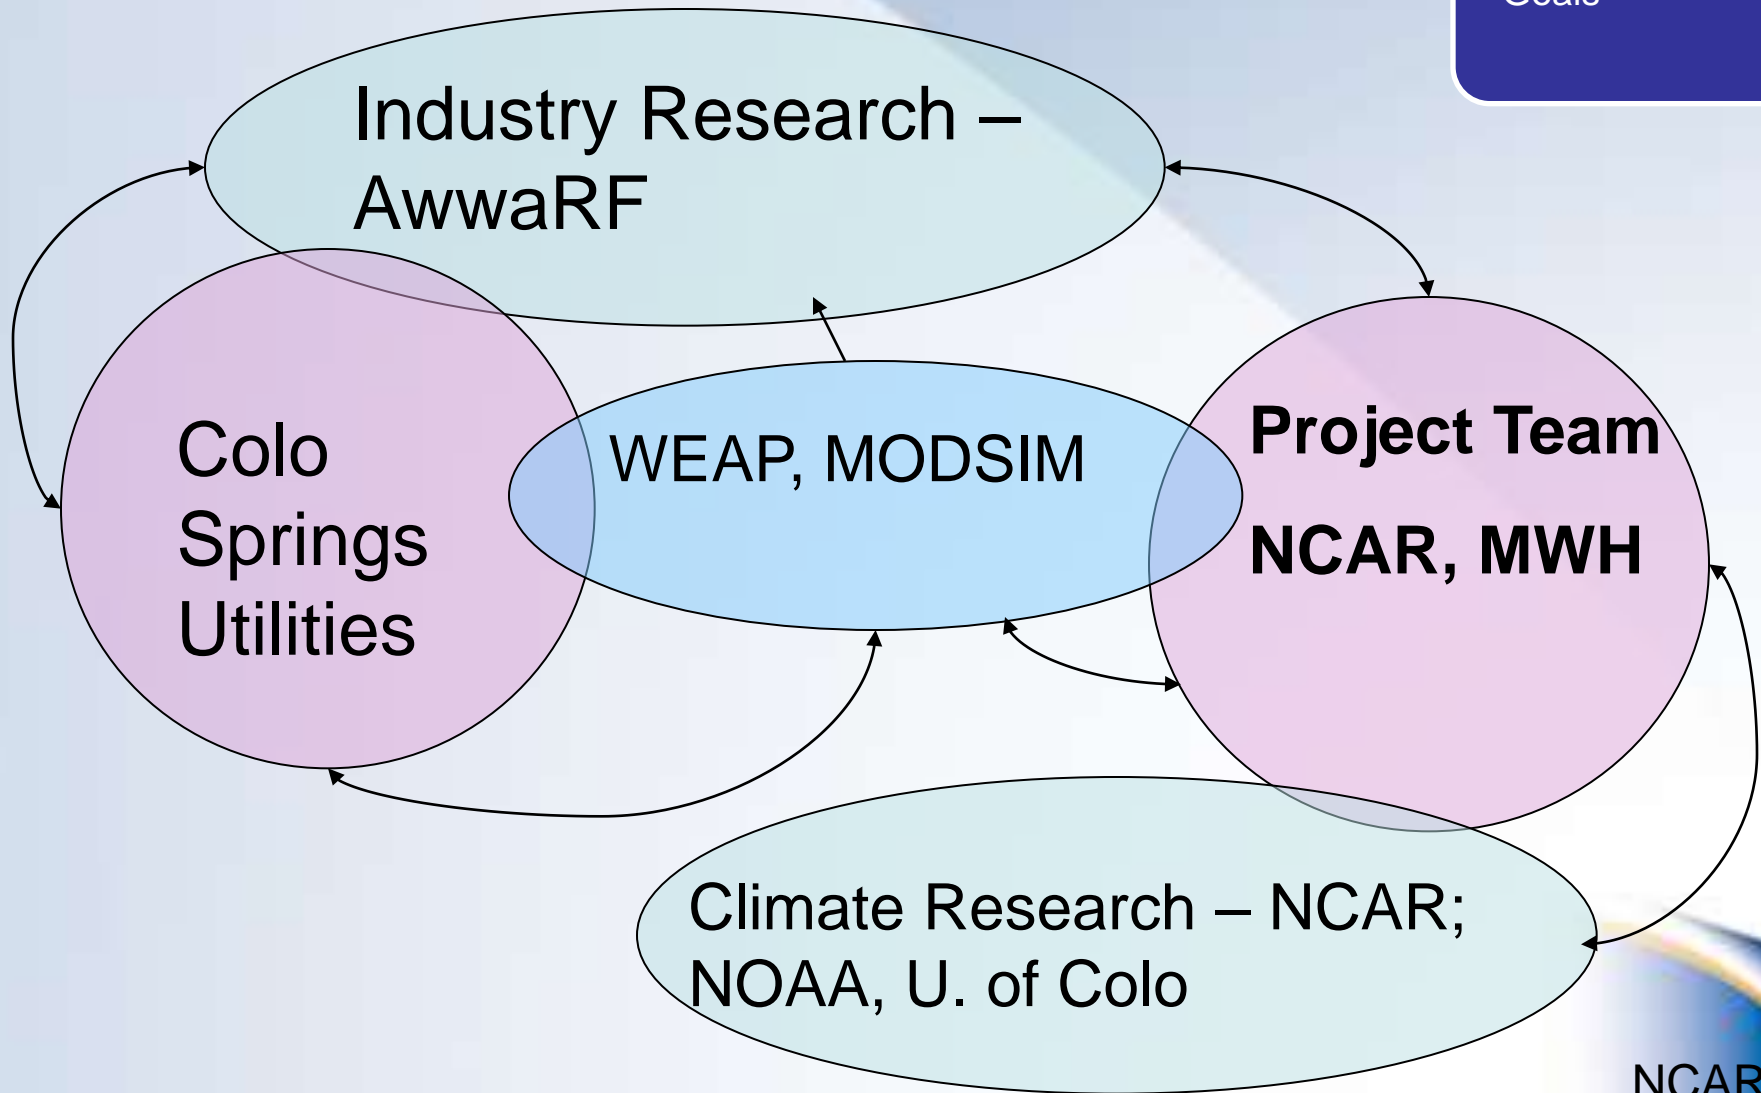 Goals
Industry Research –
AwwaRF
Colo
Springs
Utilities
WEAP, MODSIM
Project Team
NCAR, MWH
Climate Research – NCAR;
NOAA, U. of Colo
NCAR